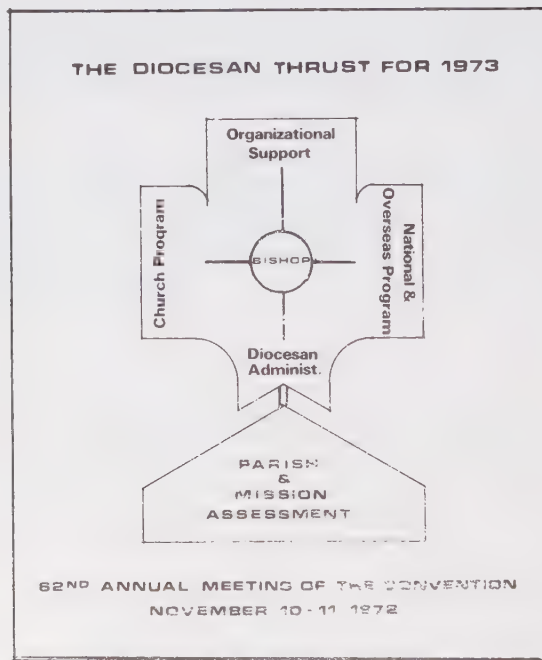 THE DIOCESAN THRUST FOR 1973
Organizational
Support
Church Program
BISHOP
National &
Overseas Program
Diocesan
Administ.
PARISH
&
MISSION
ASSESSMENT
62ND ANNUAL MEETING OF THE CONVENTION
NOVEMBER 10-11 1972